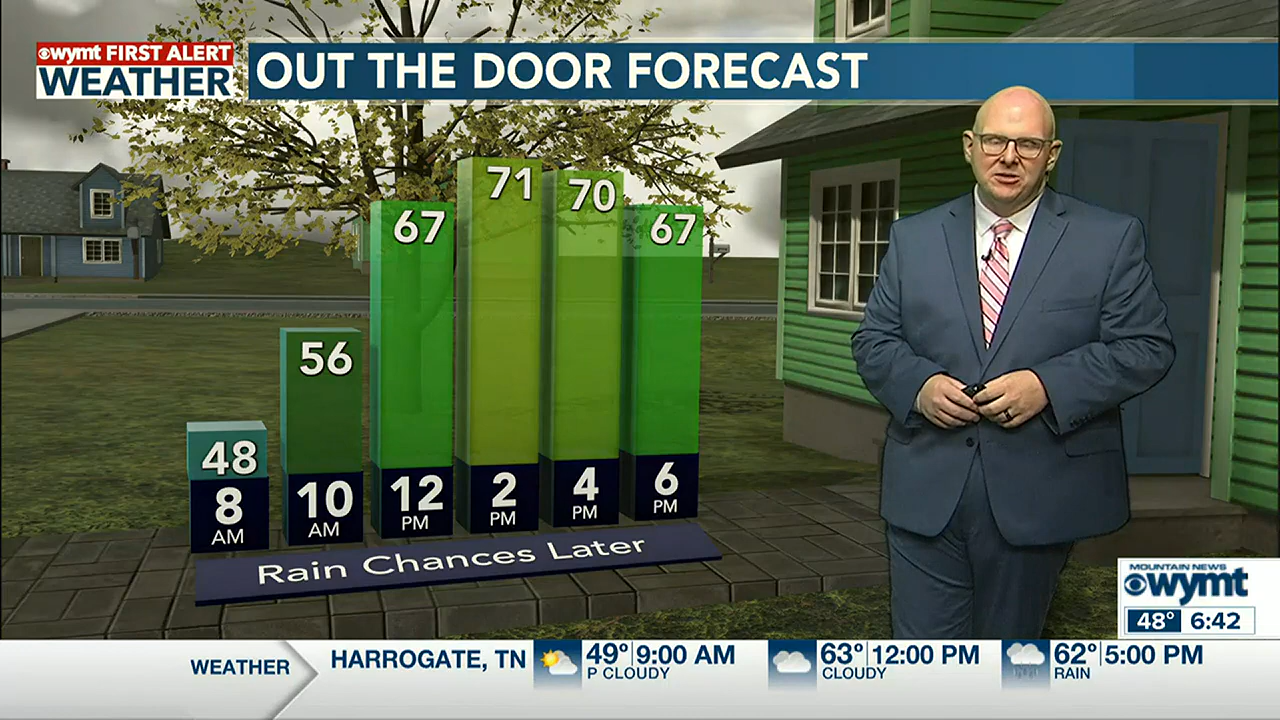 wymt FIRST ALERT
WEATHER
OUT THE DOOR FORECAST
48
56
67
71
70
67
8 AM
10 AM
12 PM
2 PM
4 PM
6 PM
Rain Chances Later
MOUNTAIN NEWS
wymt
48° 6:42
WEATHER
HARROGATE, TN
49° 9:00 AM
P CLOUDY
63° 12:00 PM
CLOUDY
62° 5:00 PM
RAIN